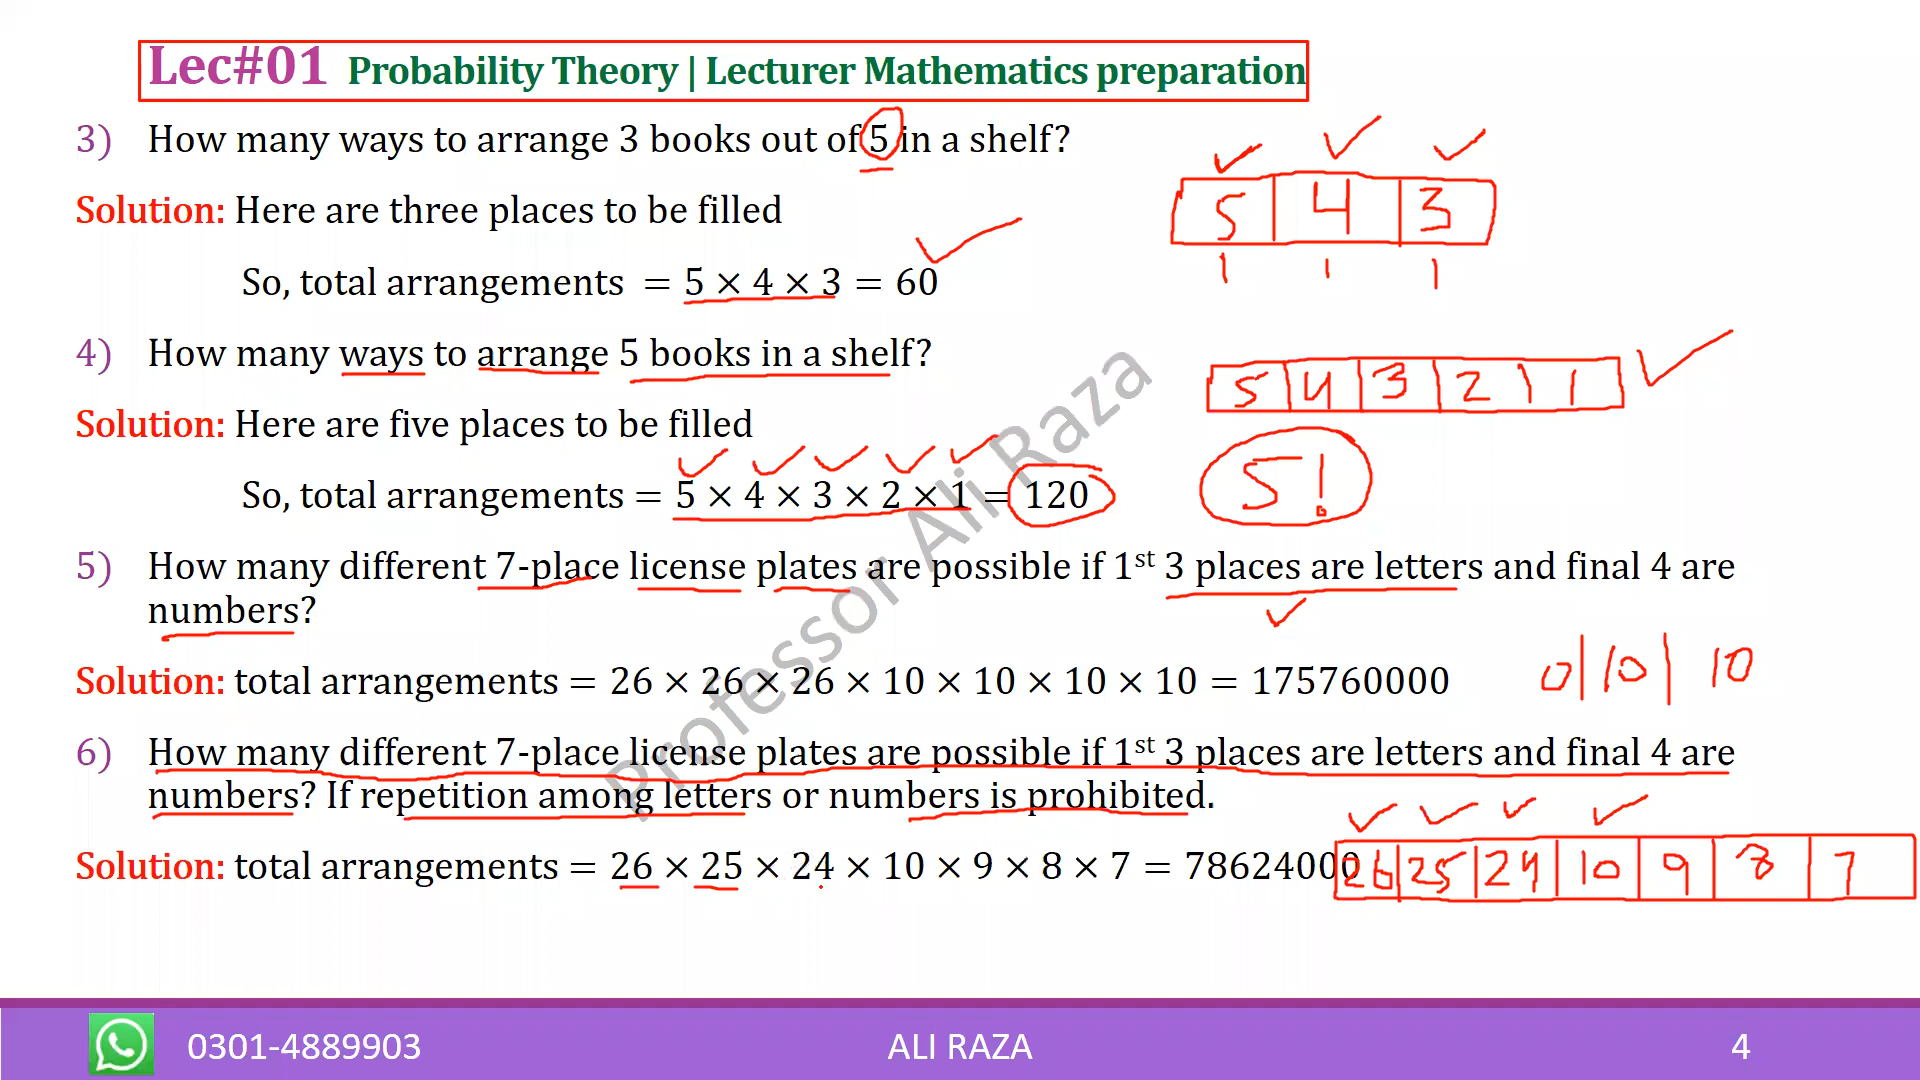 Lec#01 Probability Theory | Lecturer Mathematics preparation
3) How many ways to arrange 3 books out of 5 in a shelf?
5 4 3
1 1 1
Solution: Here are three places to be filled
So, total arrangements = 5 × 4 × 3 = 60
4) How many ways to arrange 5 books in a shelf?
5 4 3 2 1 1
Solution: Here are five places to be filled
So, total arrangements = 5 × 4 × 3 × 2 × 1 = 120
5!
5) How many different 7-place license plates are possible if 1st 3 places are letters and final 4 are
numbers?
Solution: total arrangements = 26 × 26 × 26 × 10 × 10 × 10 × 10 = 175760000
0 | 10 | 10
6) How many different 7-place license plates are possible if 1st 3 places are letters and final 4 are
numbers? If repetition among letters or numbers is prohibited.
Solution: total arrangements = 26 × 25 × 24 × 10 × 9 × 8 × 7 = 78624000
26 25 24 10 9 8 7
Professor Ali Raza
0301-4889903 ALI RAZA 4